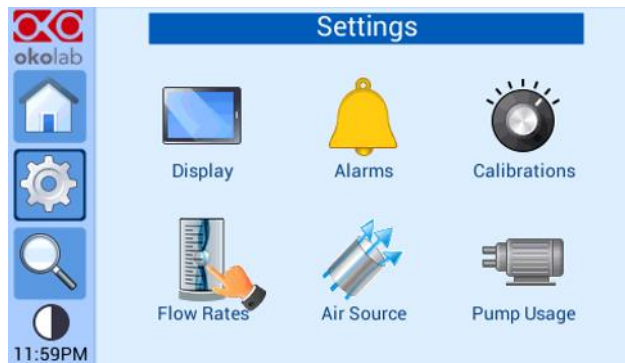 Settings
okolab
Display
Alarms
Calibrations
Flow Rates
Air Source
Pump Usage
11:59PM